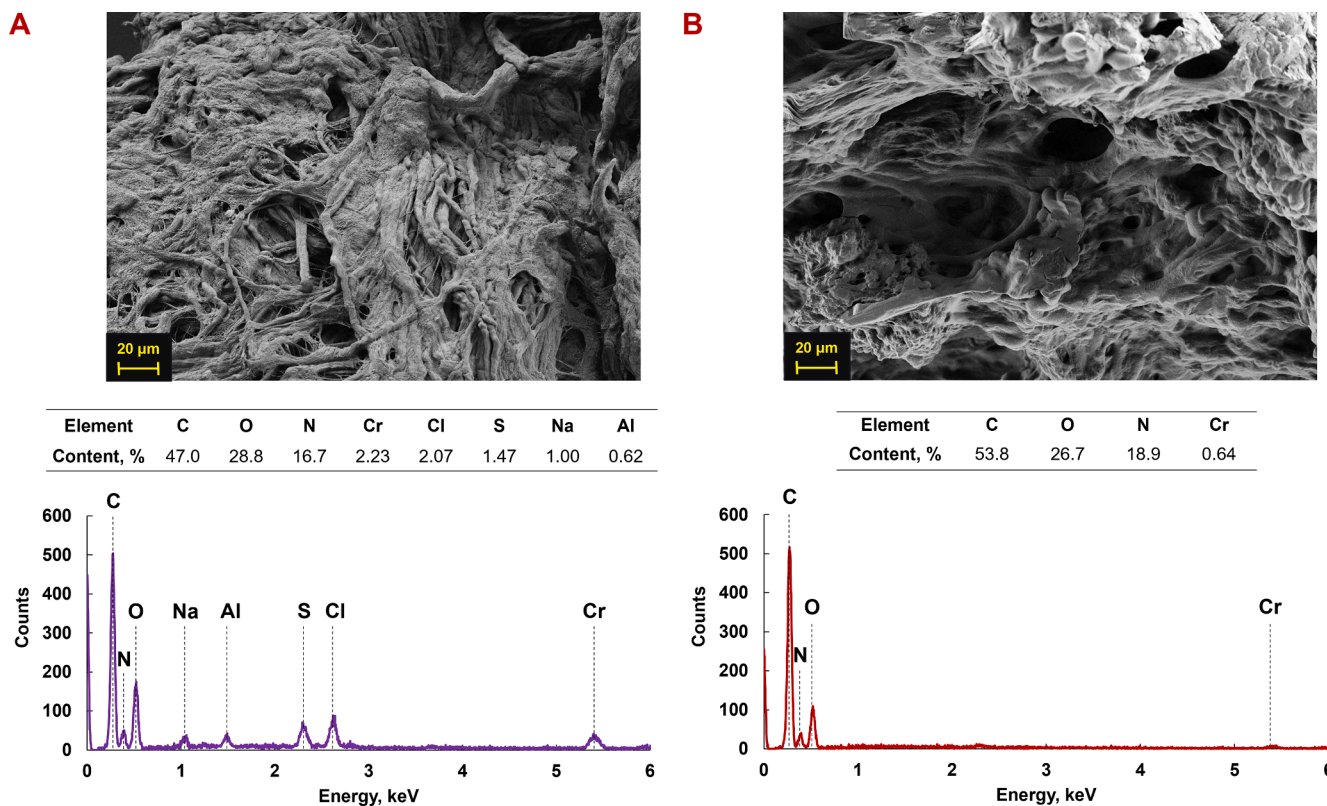 A
B
20 µm
20 µm
Element C O N Cr Cl S Na Al
Content, % 47.0 28.8 16.7 2.23 2.07 1.47 1.00 0.62
Element C O N Cr
Content, % 53.8 26.7 18.9 0.64
600
500
400
300
200
100
0
Counts
C
N
O
Na
Al
S
Cl
Cr
0 1 2 3 4 5 6
Energy, keV
600
500
400
300
200
100
0
Counts
C
N
O
Cr
0 1 2 3 4 5 6
Energy, keV